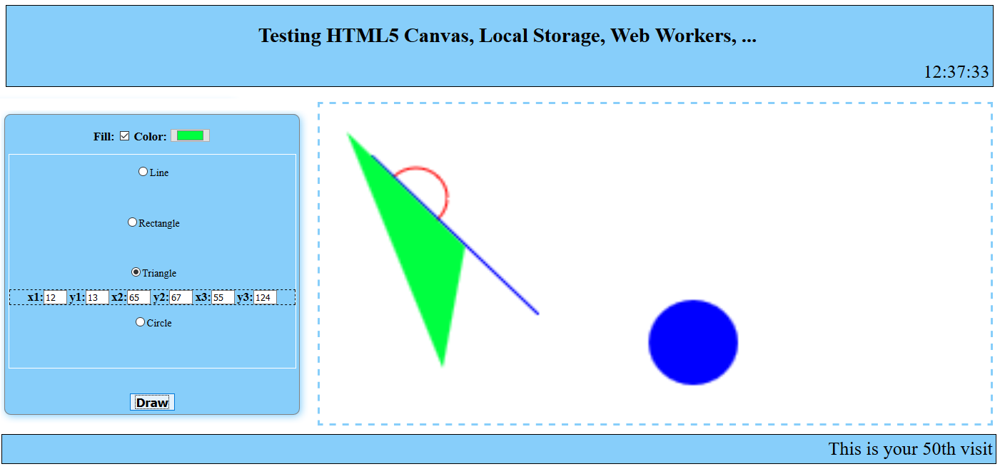 Testing HTML5 Canvas, Local Storage, Web Workers, ...
12:37:33
Fill: Color:
Line
Rectangle
Triangle
x1: 12 y1: 13 x2: 65 y2: 67 x3: 55 y3: 124
Circle
Draw
This is your 50th visit